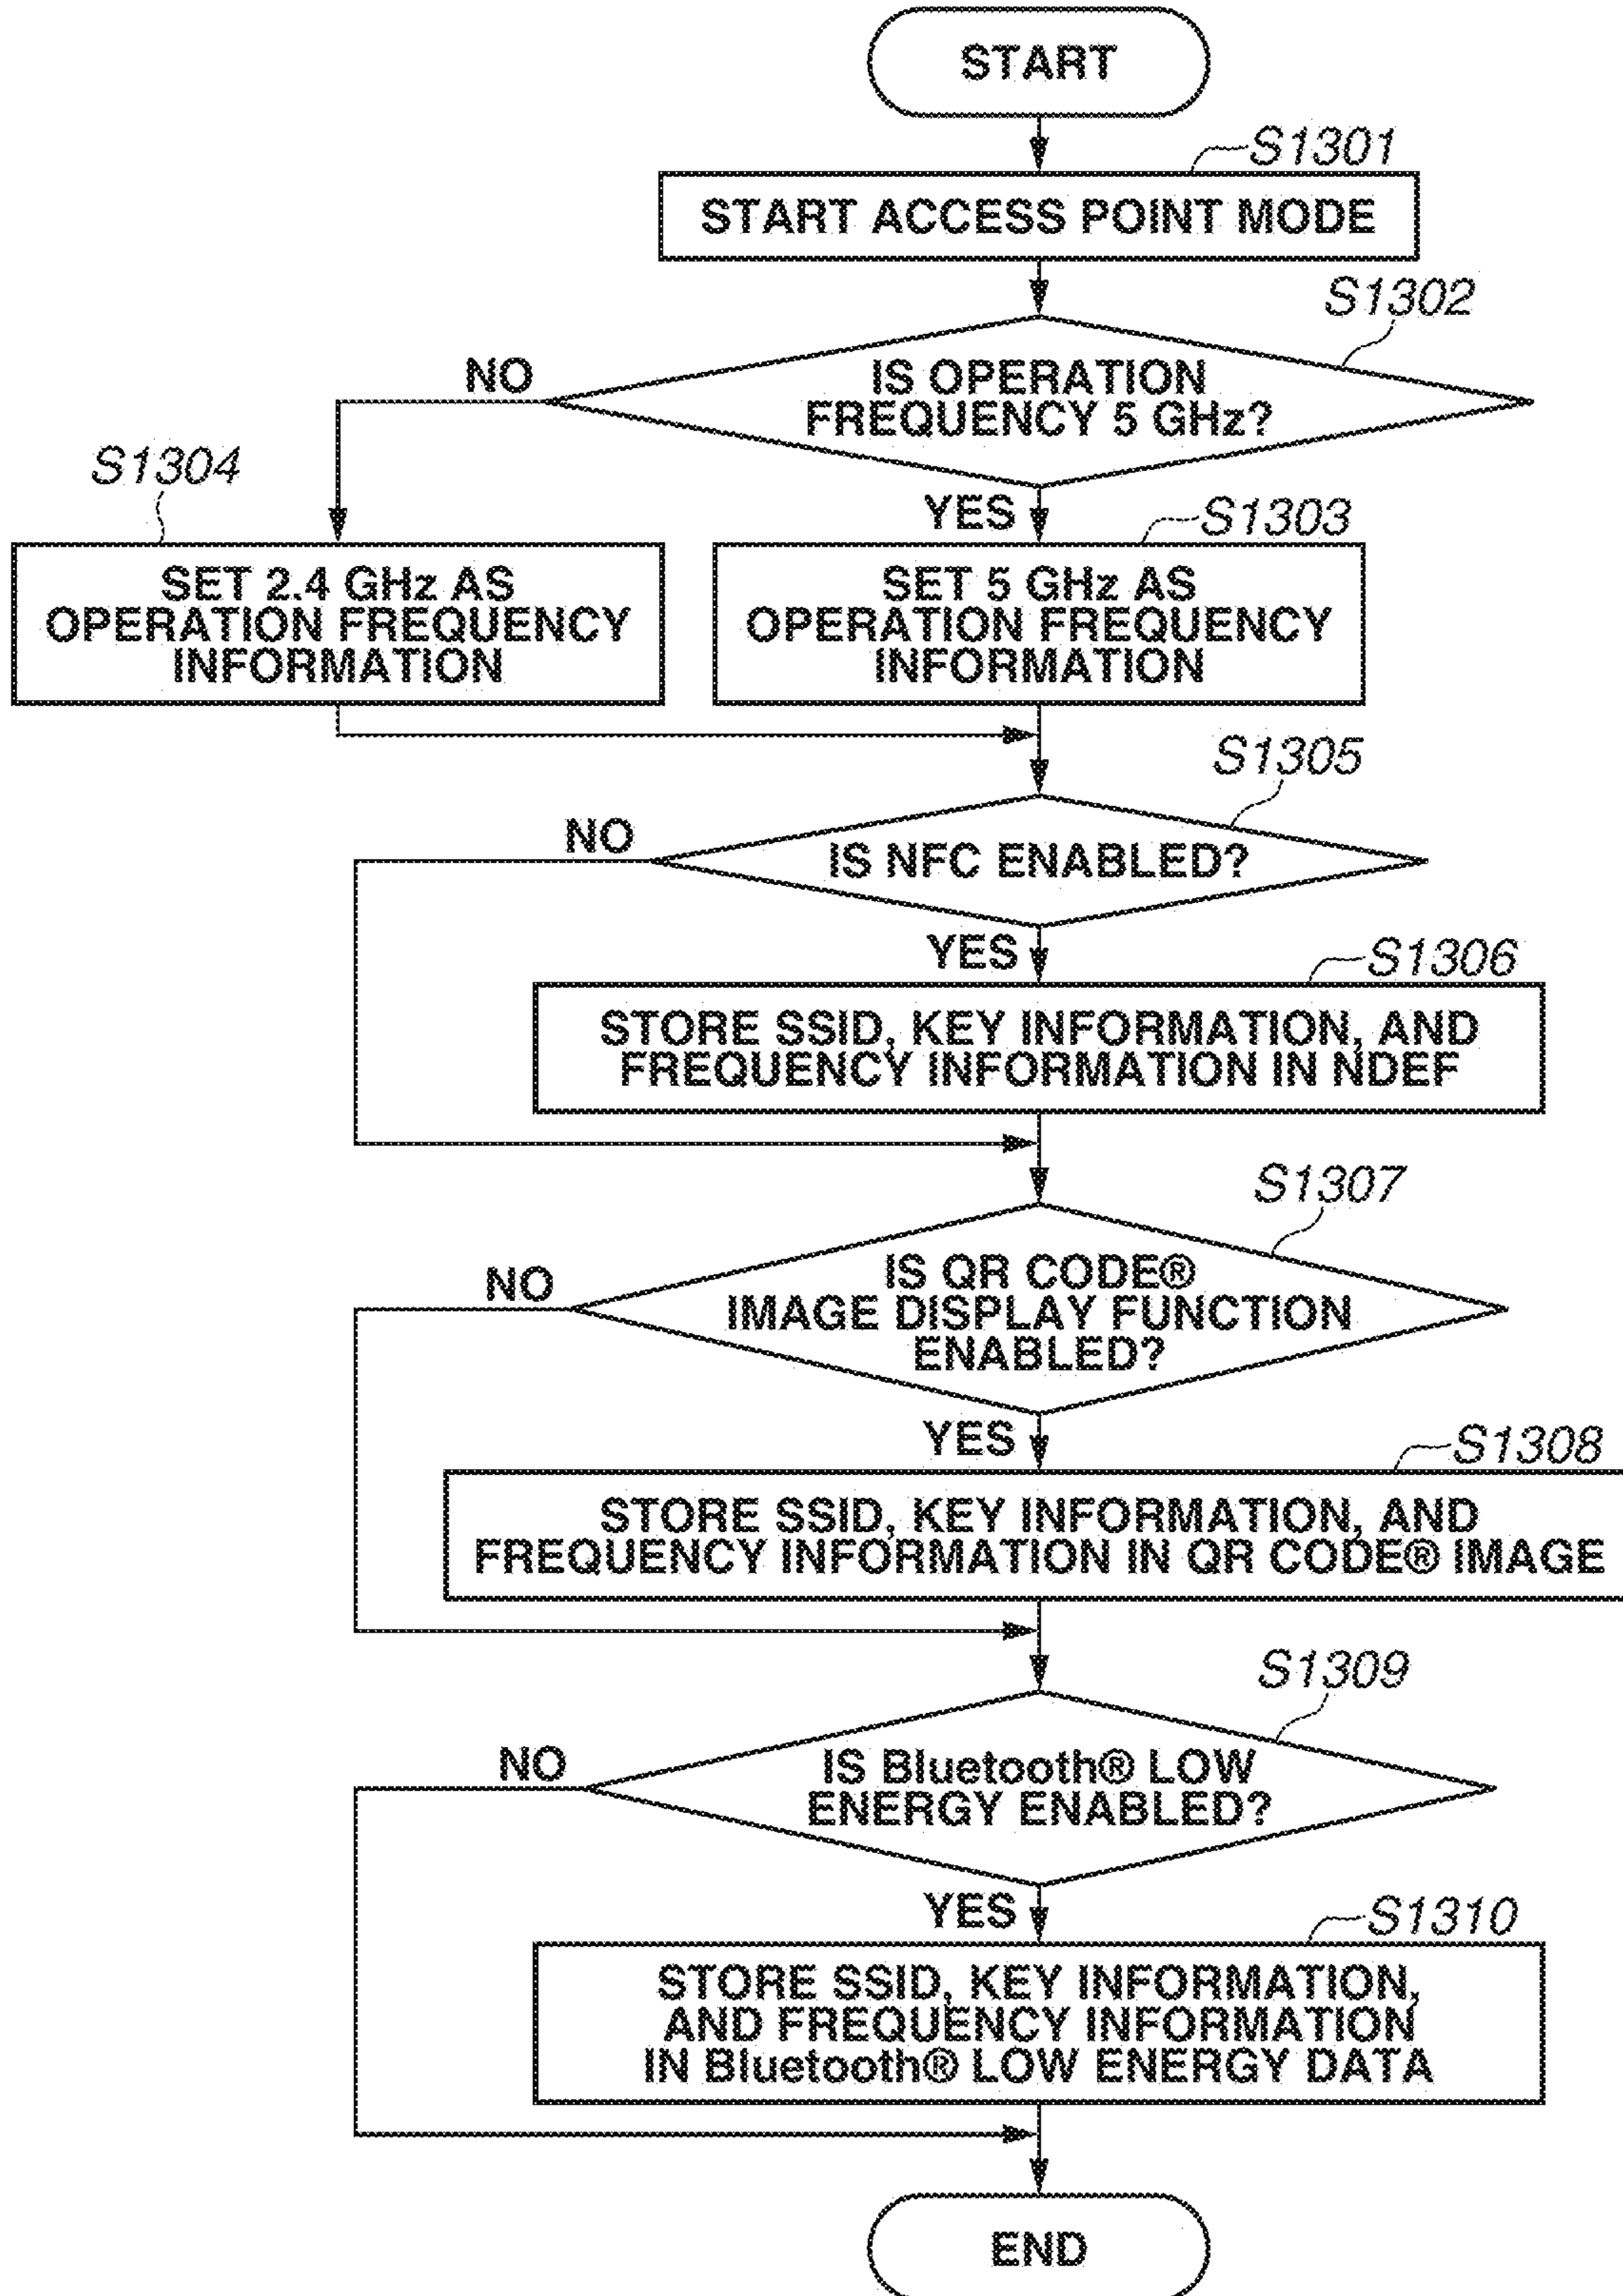 START
S1301
START ACCESS POINT MODE
S1302
IS OPERATION
FREQUENCY 5 GHz?
NO
YES
S1304
SET 2.4 GHz AS
OPERATION FREQUENCY
INFORMATION
S1303
SET 5 GHz AS
OPERATION FREQUENCY
INFORMATION
S1305
IS NFC ENABLED?
NO
YES
S1306
STORE SSID, KEY INFORMATION, AND
FREQUENCY INFORMATION IN NDEF
S1307
IS QR CODE®
IMAGE DISPLAY FUNCTION
ENABLED?
NO
YES
S1308
STORE SSID, KEY INFORMATION, AND
FREQUENCY INFORMATION IN QR CODE® IMAGE
S1309
IS Bluetooth® LOW
ENERGY ENABLED?
NO
YES
S1310
STORE SSID, KEY INFORMATION,
AND FREQUENCY INFORMATION
IN Bluetooth® LOW ENERGY DATA
END